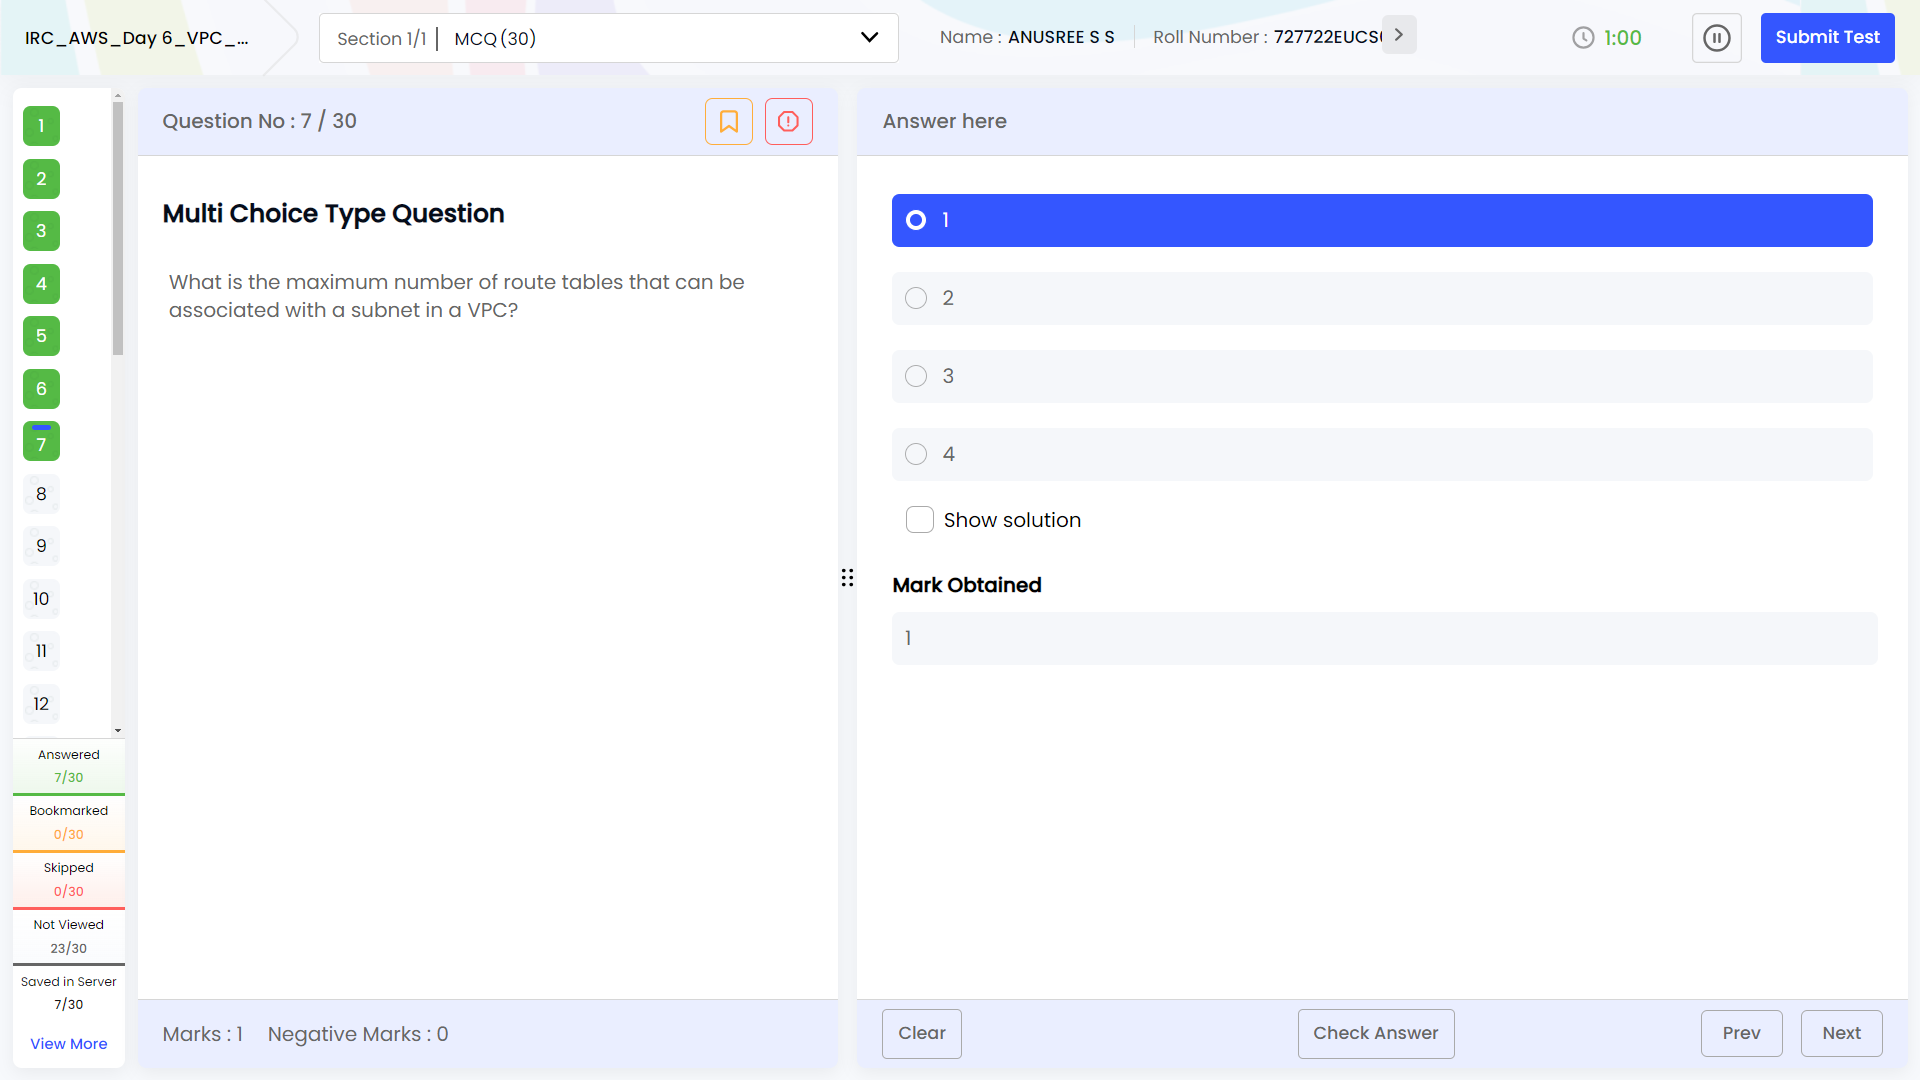 IRC_AWS_Day 6_VPC_...
Section 1/1 | MCQ (30)
Name : ANUSREE S S
Roll Number : 727722EUCS
1:00
Submit Test
1
2
3
4
5
6
7
8
9
10
11
12
Answered
7/30
Bookmarked
0/30
Skipped
0/30
Not Viewed
23/30
Saved in Server
7/30
View More
Question No : 7 / 30
Multi Choice Type Question
What is the maximum number of route tables that can be
associated with a subnet in a VPC?
Marks : 1 Negative Marks : 0
Answer here
1
2
3
4
Show solution
Mark Obtained
1
Clear
Check Answer
Prev
Next